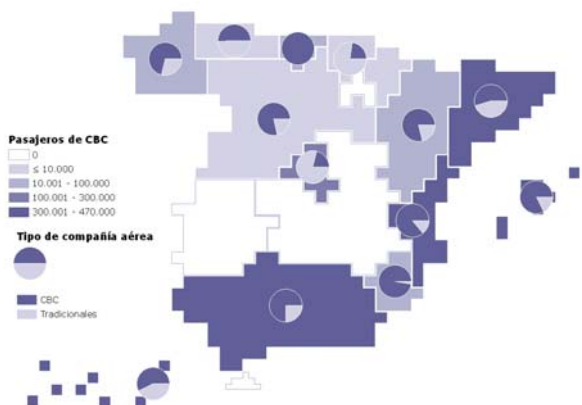 Pasajeros de CBC
0
≤ 10.000
10.001 - 100.000
100.001 - 300.000
300.001 - 470.000
Tipo de compañía aérea
CBC
Tradicionales